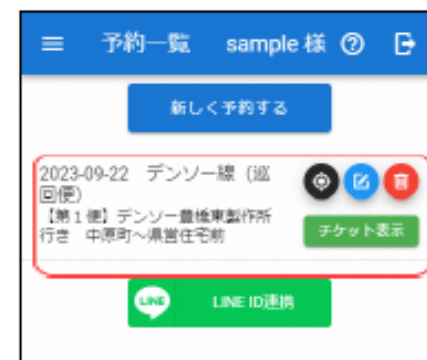 予約一覧 sample 様
新しく予約する
2023-09-22 デンソー線（巡
回便）
【第１便】デンソー豊橋東製作所
行き 中原町～県営住宅前
チケット表示
LINE LINE ID連携